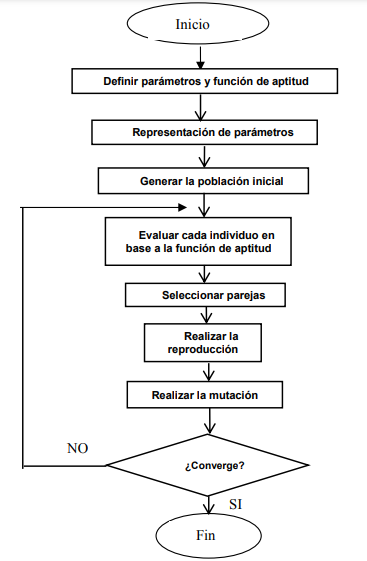 Inicio
Definir parámetros y función de aptitud
Representación de parámetros
Generar la población inicial
Evaluar cada individuo en
base a la función de aptitud
Seleccionar parejas
Realizar la
reproducción
Realizar la mutación
¿Converge?
NO
SI
Fin